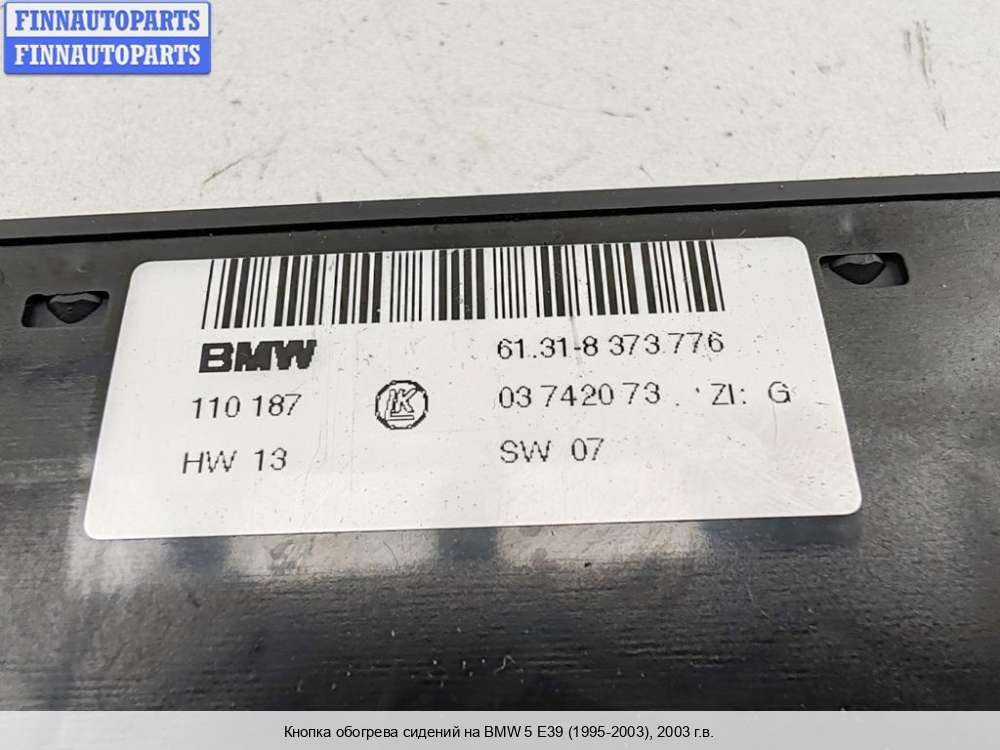 FINNAUTOPARTS
FINNAUTOPARTS
BMW 61.31-8 373 776
110 187 LK 03 742073 . ZI: G
HW 13 SW 07
Кнопка обогрева сидений на BMW 5 E39 (1995-2003), 2003 г.в.